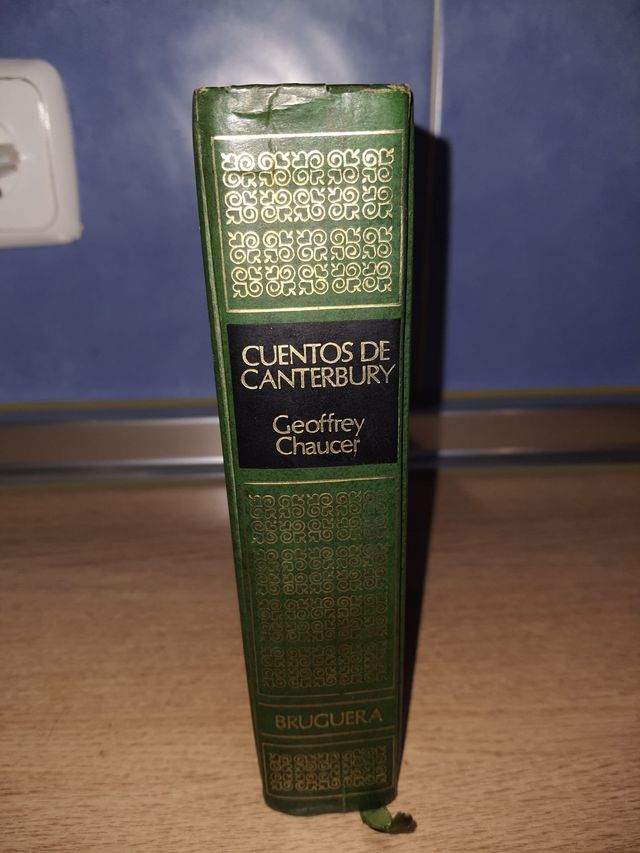 CUENTOS DE
CANTERBURY
Geoffrey
Chaucer
BRUGUERA